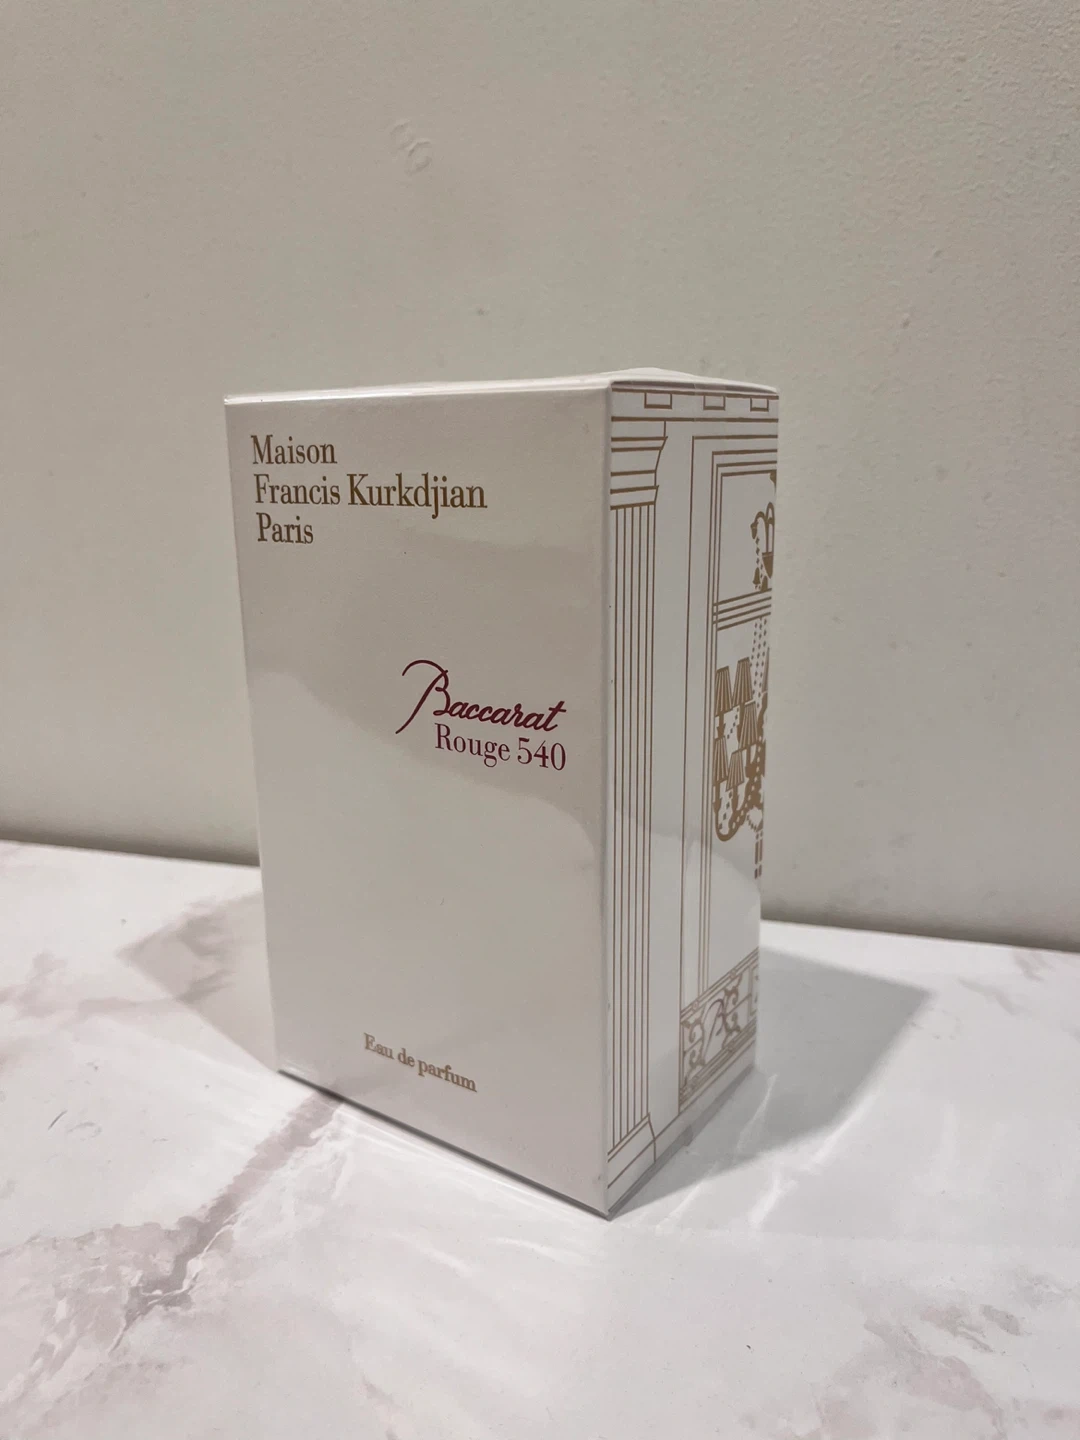 Maison
Francis Kurkdjian
Paris
Baccarat
Rouge 540
Eau de parfum